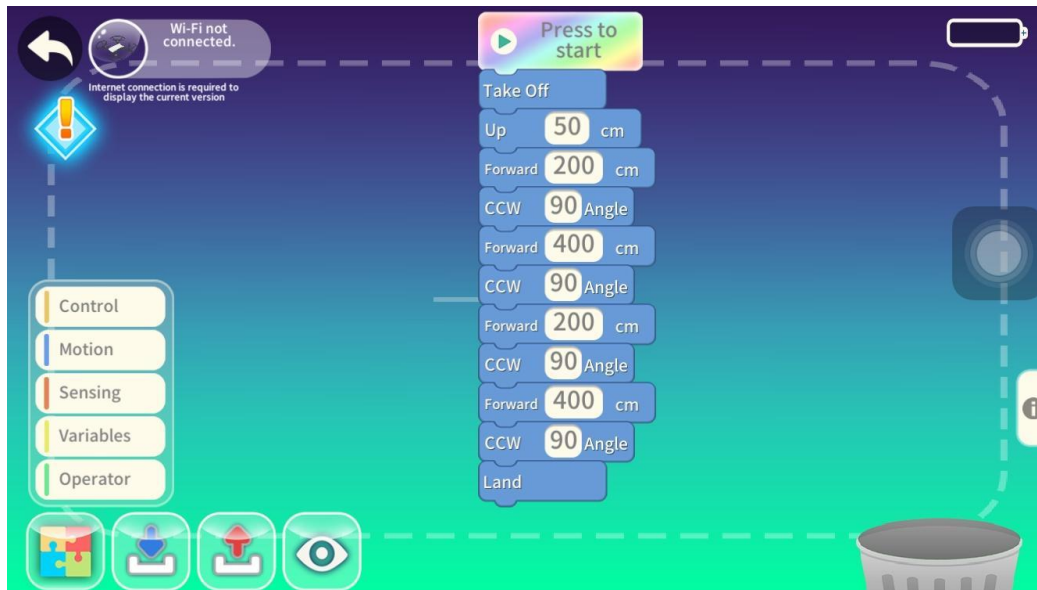 Wi-Fi not
connected.
Internet connection is required to
display the current version
Press to
start
Take Off
Up 50 cm
Forward 200 cm
CCW 90 Angle
Forward 400 cm
CCW 90 Angle
Forward 200 cm
CCW 90 Angle
Forward 400 cm
CCW 90 Angle
Land
Control
Motion
Sensing
Variables
Operator